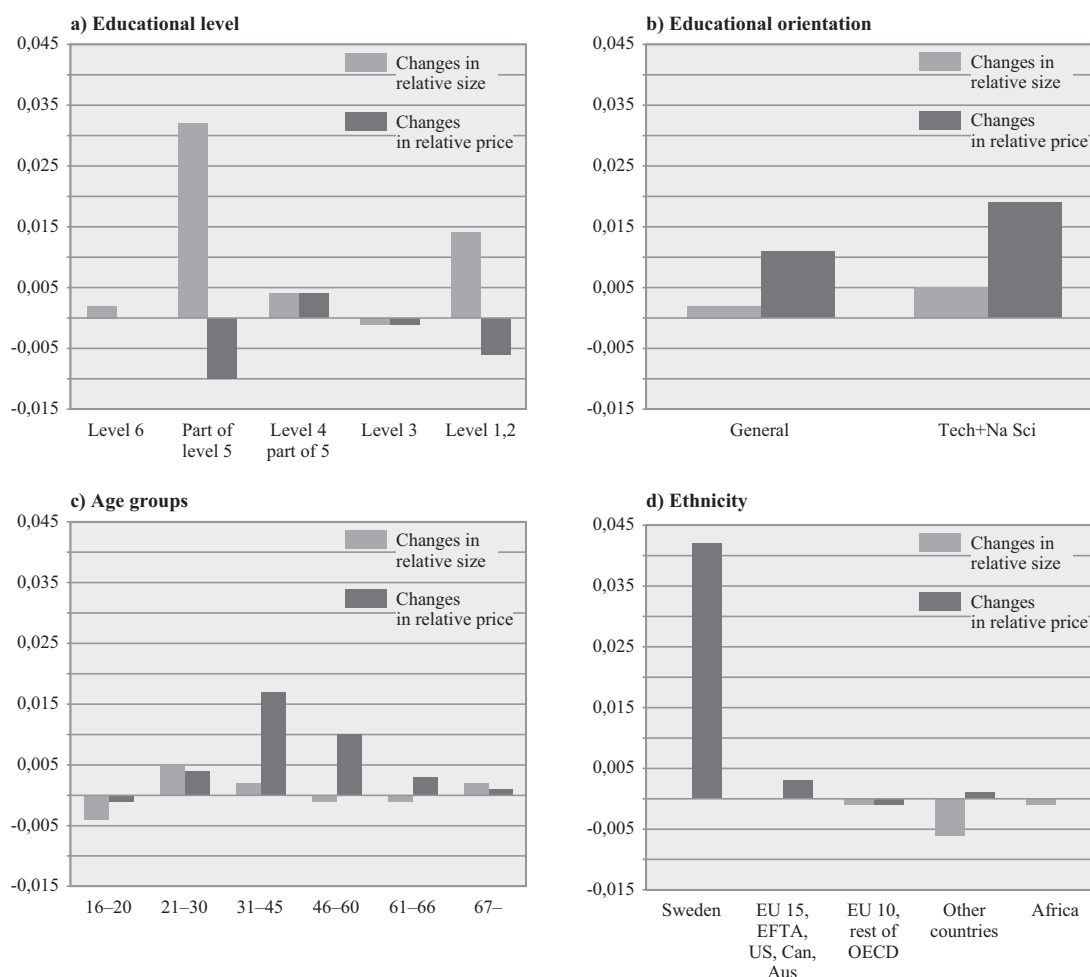 a) Educational level
0,045
0,035
0,025
0,015
0,005
-0,005
-0,015
Changes in
relative size
Changes
in relative price
Level 6
Part of
level 5
Level 4
part of 5
Level 3
Level 1,2
b) Educational orientation
0,045
0,035
0,025
0,015
0,005
-0,005
-0,015
Changes in
relative size
Changes
in relative price
General
Tech+Na Sci
c) Age groups
0,045
0,035
0,025
0,015
0,005
-0,005
-0,015
Changes in
relative size
Changes
in relative price
16–20
21–30
31–45
46–60
61–66
67–
d) Ethnicity
0,045
0,035
0,025
0,015
0,005
-0,005
-0,015
Changes in
relative size
Changes
in relative price
Sweden
EU 15,
EFTA,
US, Can,
Aus
EU 10,
rest of
OECD
Other
countries
Africa